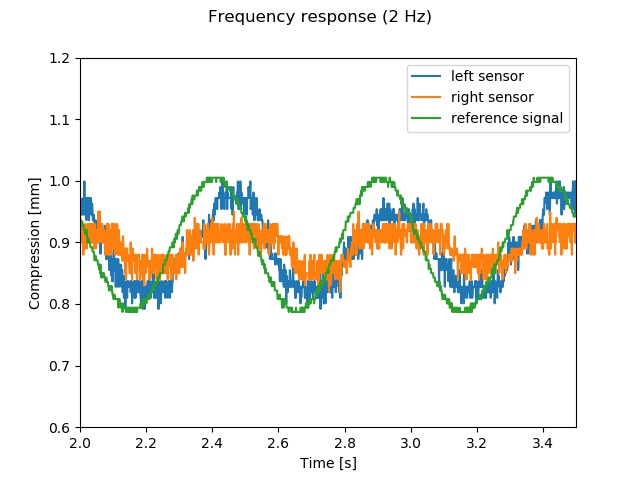 Frequency response (2 Hz)
1.2
1.1
1.0
0.9
0.8
0.7
0.6
Compression [mm]
left sensor
right sensor
reference signal
2.0 2.2 2.4 2.6 2.8 3.0 3.2 3.4
Time [s]